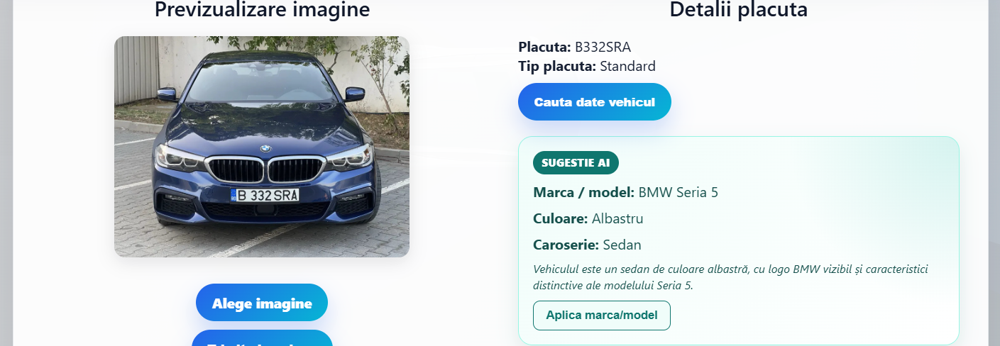 Previzualizare imagine
B 332 SRA
Alege imagine
Detalii placuta
Placuta: B332SRA
Tip placuta: Standard
Cauta date vehicul
SUGESTIE AI
Marca / model: BMW Seria 5
Culoare: Albastru
Caroserie: Sedan
Vehiculul este un sedan de culoare albastră, cu logo BMW vizibil și caracteristici
distinctive ale modelului Seria 5.
Aplica marca/model